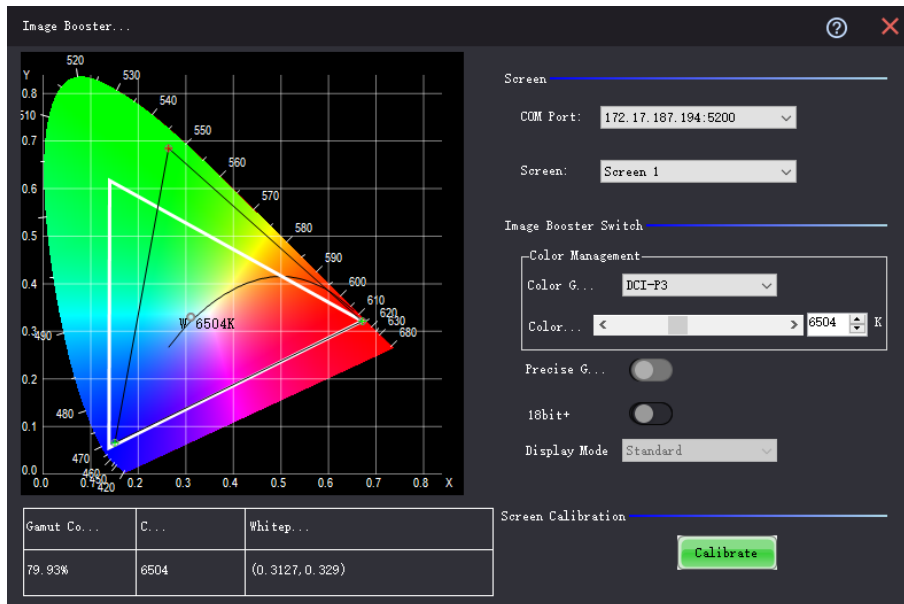 Image Booster...
520
Y
530
0.8
540
510
550
0.7
560
0.6
570
580
0.5
590
0.4
600
610
W 6504K
620
630
0.3
490
680
0.2
480
0.1
470
460
450
420
0.0
0.0 0.1 0.2 0.3 0.4 0.5 0.6 0.7 0.8 X
Gamut Co... C... Whitep...
79.93% 6504 (0.3127,0.329)
Screen
COM Port: 172.17.187.194:5200
Screen: Screen 1
Image Booster Switch
Color Management
Color G... DCI-P3
Color... < > 6504 K
Precise G...
18bit+
Display Mode Standard
Screen Calibration
Calibrate